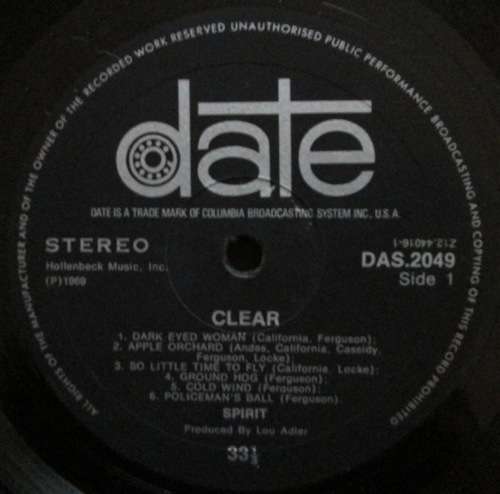 ALL RIGHTS OF THE MANUFACTURER AND OF THE OWNER OF THE RECORDED WORK RESERVED UNAUTHORISED PUBLIC PERFORMANCE BROADCASTING AND COPYING OF THIS RECORD PROHIBITED
date
DATE IS A TRADE MARK OF COLUMBIA BROADCASTING SYSTEM INC., U.S.A.
STEREO
Hollenbeck Music, Inc.
(P)1969
Z12-44016-1
DAS.2049
Side 1
CLEAR
1. DARK EYED WOMAN (California, Ferguson);
2. APPLE ORCHARD (Andes, California, Cassidy,
Ferguson, Locke);
3. SO LITTLE TIME TO FLY (California, Locke);
4. GROUND HOG (Ferguson);
5. COLD WIND (Ferguson);
6. POLICEMAN'S BALL (Ferguson)
SPIRIT
Produced By Lou Adler
33⅓